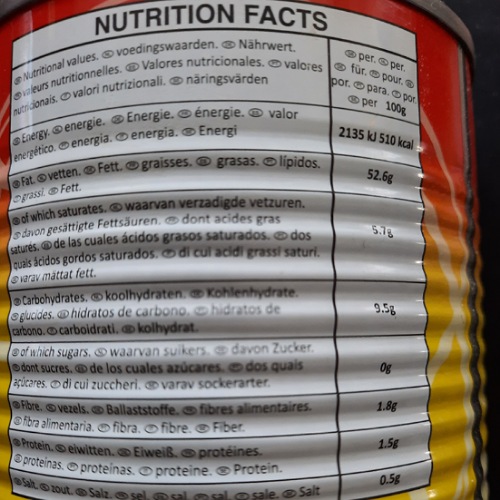 NUTRITION FACTS
Nutritional values. voedingswaarden. Nährwert.
valeurs nutritionnelles. Valores nutricionales. valores
nutricionais. valori nutrizionali. näringsvärden
per. per.
für. pour.
por. para. por.
per 100g
Energy. energie. Energie. énergie. valor
energético. energia. energia. Energi
2135 kJ 510 kcal
Fat. vetten. Fett. graisses. grasas. lípidos.
grassi. Fett.
52.6g
of which saturates. waarvan verzadigde vetzuren.
davon gesättigte Fettsäuren. dont acides gras
saturés. de las cuales ácidos grasos saturados. dos
quais ácidos gordos saturados. di cui acidi grassi saturi.
varav mättat fett.
5.7g
Carbohydrates. koolhydraten. Kohlenhydrate.
glucides. hidratos de carbono. hidratos de
carbono. carboidrati. kolhydrat.
9.5g
of which sugars. waarvan suikers. davon Zucker.
dont sucres. de los cuales azúcares. dos quais
açúcares. di cui zuccheri. varav sockerarter.
0g
Fibre. vezels. Ballaststoffe. fibres alimentaires.
fibra alimentaria. fibra. fibre. Fiber.
1.8g
Protein. eiwitten. Eiweiß. protéines.
proteínas. proteínas. proteine. Protein.
1.5g
Salt. zout. Salz. sel. sal. sal. sale. Salt
0.5g